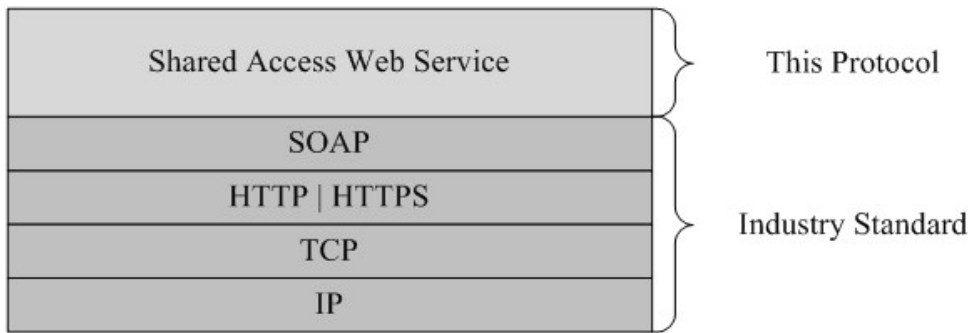 Shared Access Web Service
This Protocol
SOAP
HTTP | HTTPS
TCP
IP
Industry Standard